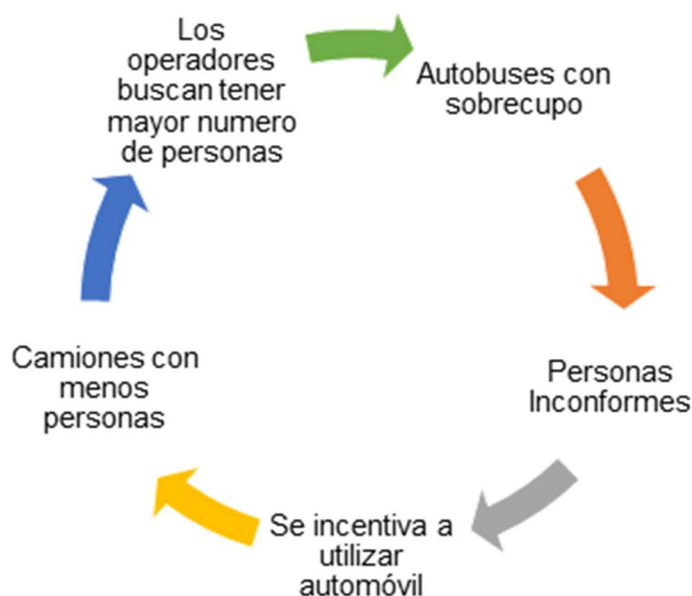 Los
operadores
buscan tener
mayor numero
de personas
Autobuses con
sobrecupo
Personas
Inconformes
Se incentiva a
utilizar
automóvil
Camiones con
menos
personas